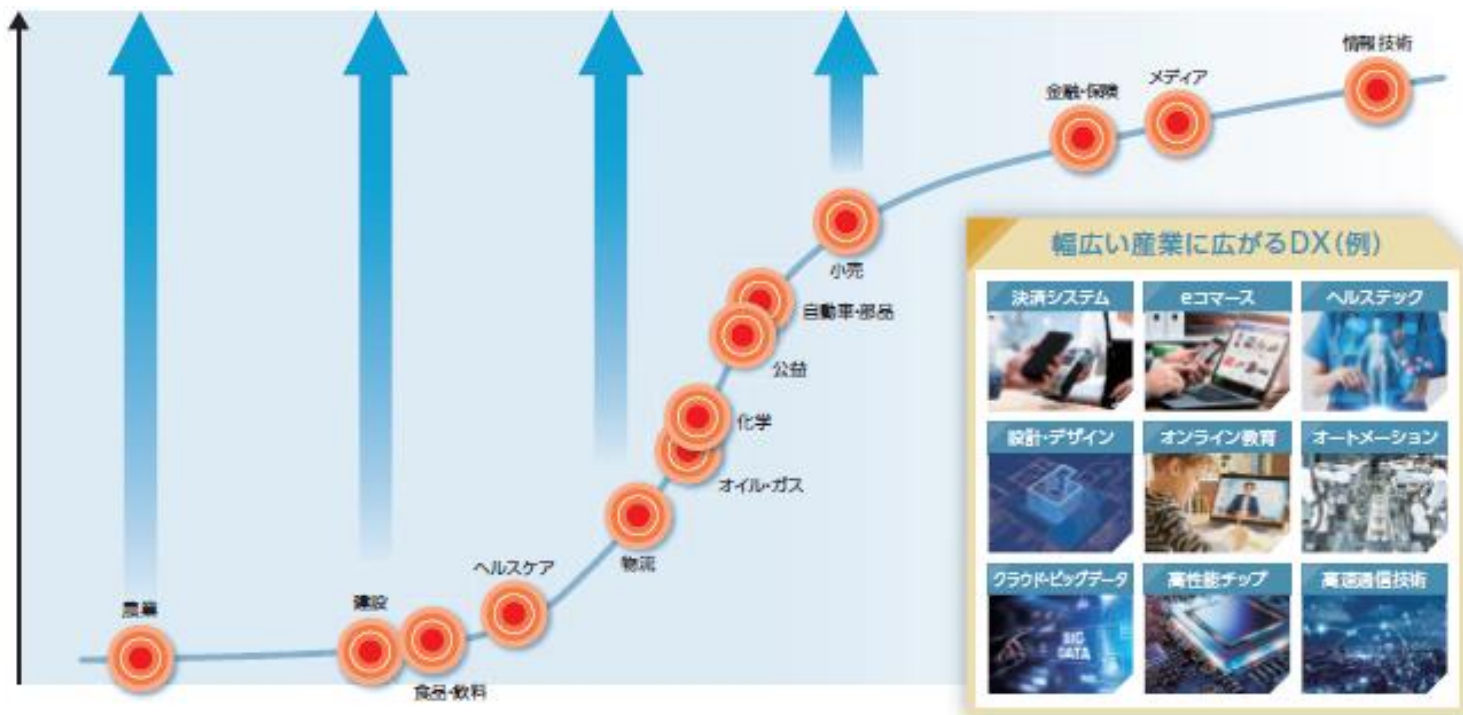 情報技術
メディア
金融・保険
小売
自動車・部品
公益
化学
オイル・ガス
物流
ヘルスケア
建設
農業
食品・飲料
幅広い産業に広がるDX(例)
決済システム
eコマース
ヘルステック
設計・デザイン
オンライン教育
オートメーション
クラウド・ビッグデータ
高性能チップ
高速通信技術
BIG
DATA